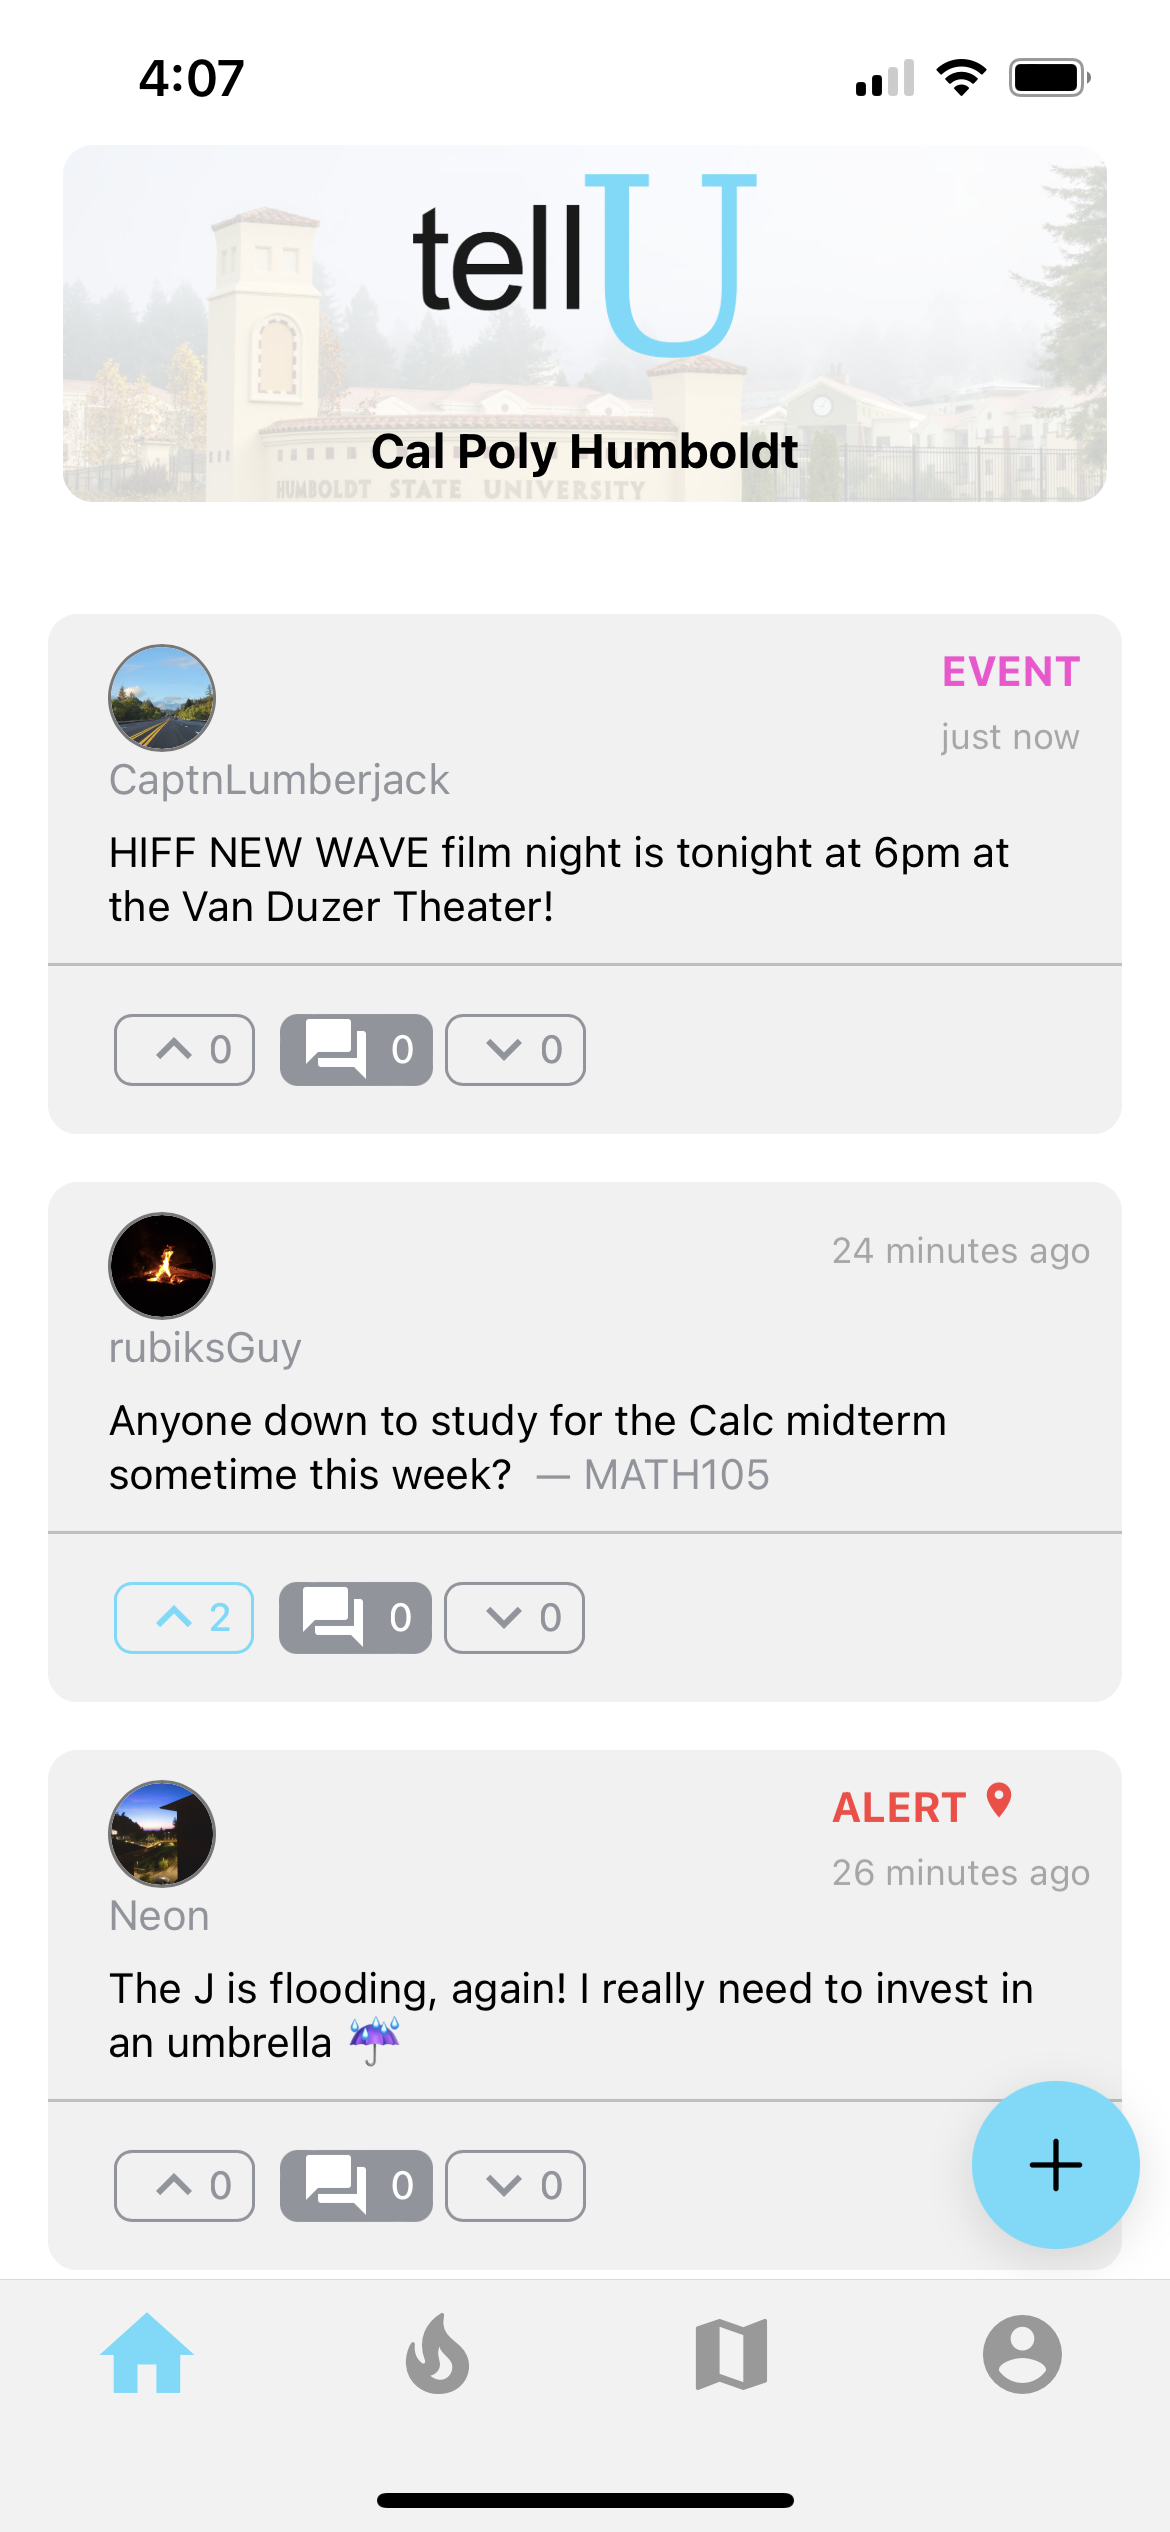 4:07
tellU
Cal Poly Humboldt
HUMBOLDT STATE UNIVERSITY
EVENT
just now
CaptnLumberjack
HIFF NEW WAVE film night is tonight at 6pm at
the Van Duzer Theater!
0 0 0
24 minutes ago
rubiksGuy
Anyone down to study for the Calc midterm
sometime this week? — MATH105
2 0 0
ALERT
26 minutes ago
Neon
The J is flooding, again! I really need to invest in
an umbrella ☔
0 0 0